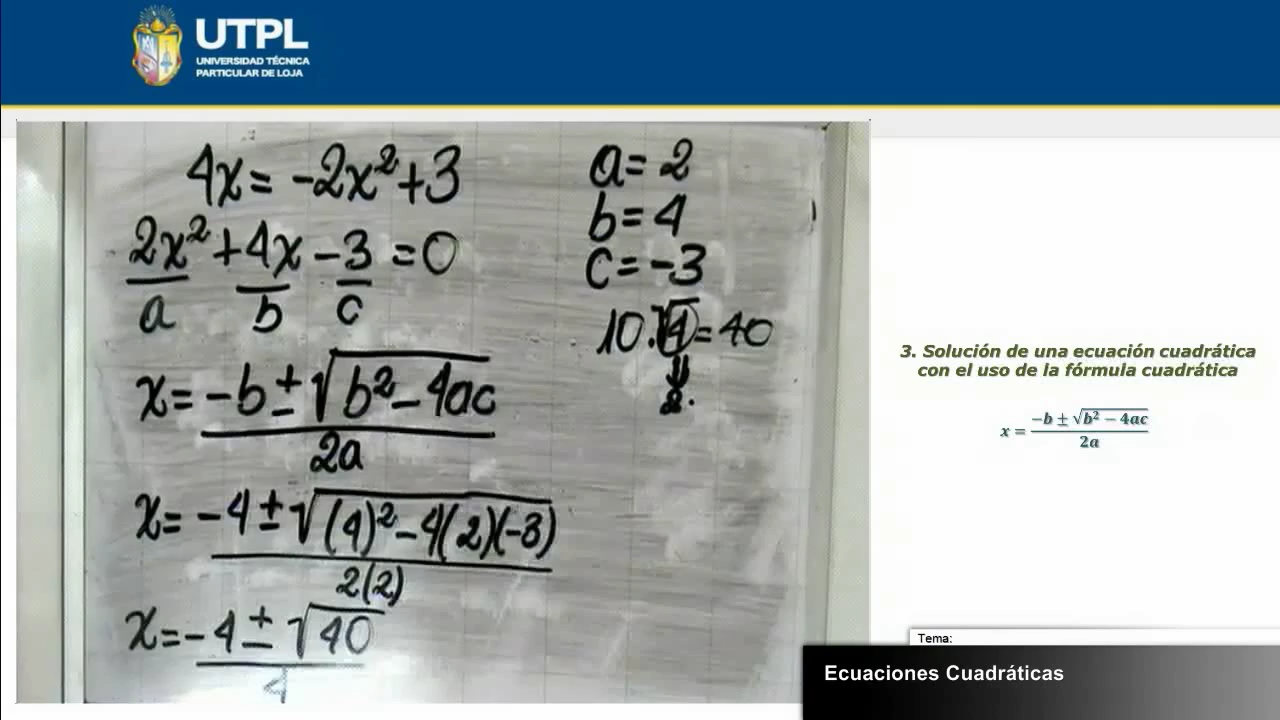 UTPL
UNIVERSIDAD TÉCNICA
PARTICULAR DE LOJA
4x = -2x² + 3
2x² + 4x - 3 = 0
a b c
x = (-b ± √(b² - 4ac)) / 2a
x = (-4 ± √((4)² - 4(2)(-3))) / 2(2)
x = (-4 ± √40) / 4
a = 2
b = 4
c = -3
10 · √4 = 40
2.
3. Solución de una ecuación cuadrática
con el uso de la fórmula cuadrática
x = (-b ± √(b² - 4ac)) / 2a
Tema:
Ecuaciones Cuadráticas